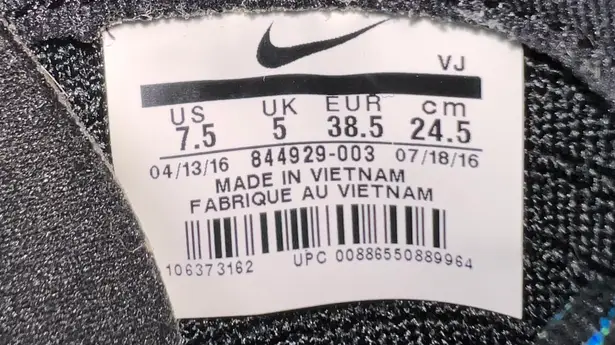 VJ
US UK EUR cm
7.5 5 38.5 24.5
04/13/16 844929-003 07/18/16
MADE IN VIETNAM
FABRIQUE AU VIETNAM
106373162 UPC 00886550889964